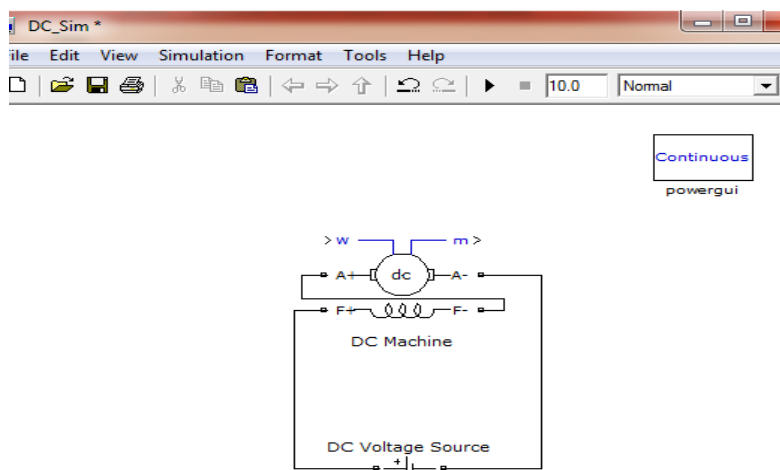 DC_Sim *
ile Edit View Simulation Format Tools Help
10.0 Normal
Continuous
powergui
> w m >
A+ dc A-
F+ F-
DC Machine
DC Voltage Source
+